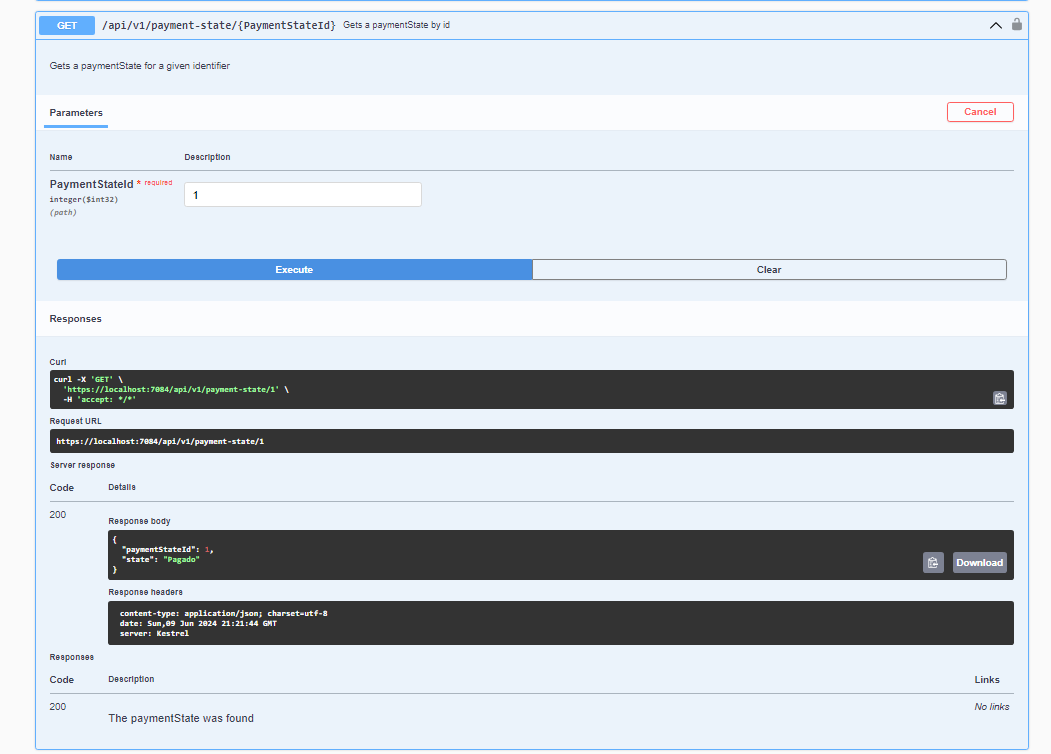 GET /api/v1/payment-state/{PaymentStateId} Gets a paymentState by id
Gets a paymentState for a given identifier
Parameters Cancel
Name Description
PaymentStateId * required
integer($int32)
(path)
1
Execute Clear
Responses
Curl
curl -X 'GET' \
'https://localhost:7084/api/v1/payment-state/1' \
-H 'accept: */*'
Request URL
https://localhost:7084/api/v1/payment-state/1
Server response
Code Details
200
Response body
{
"paymentStateId": 1,
"state": "Pagado"
}
Download
Response headers
content-type: application/json; charset=utf-8
date: Sun,09 Jun 2024 21:21:44 GMT
server: Kestrel
Responses
Code Description Links
200 No links
The paymentState was found